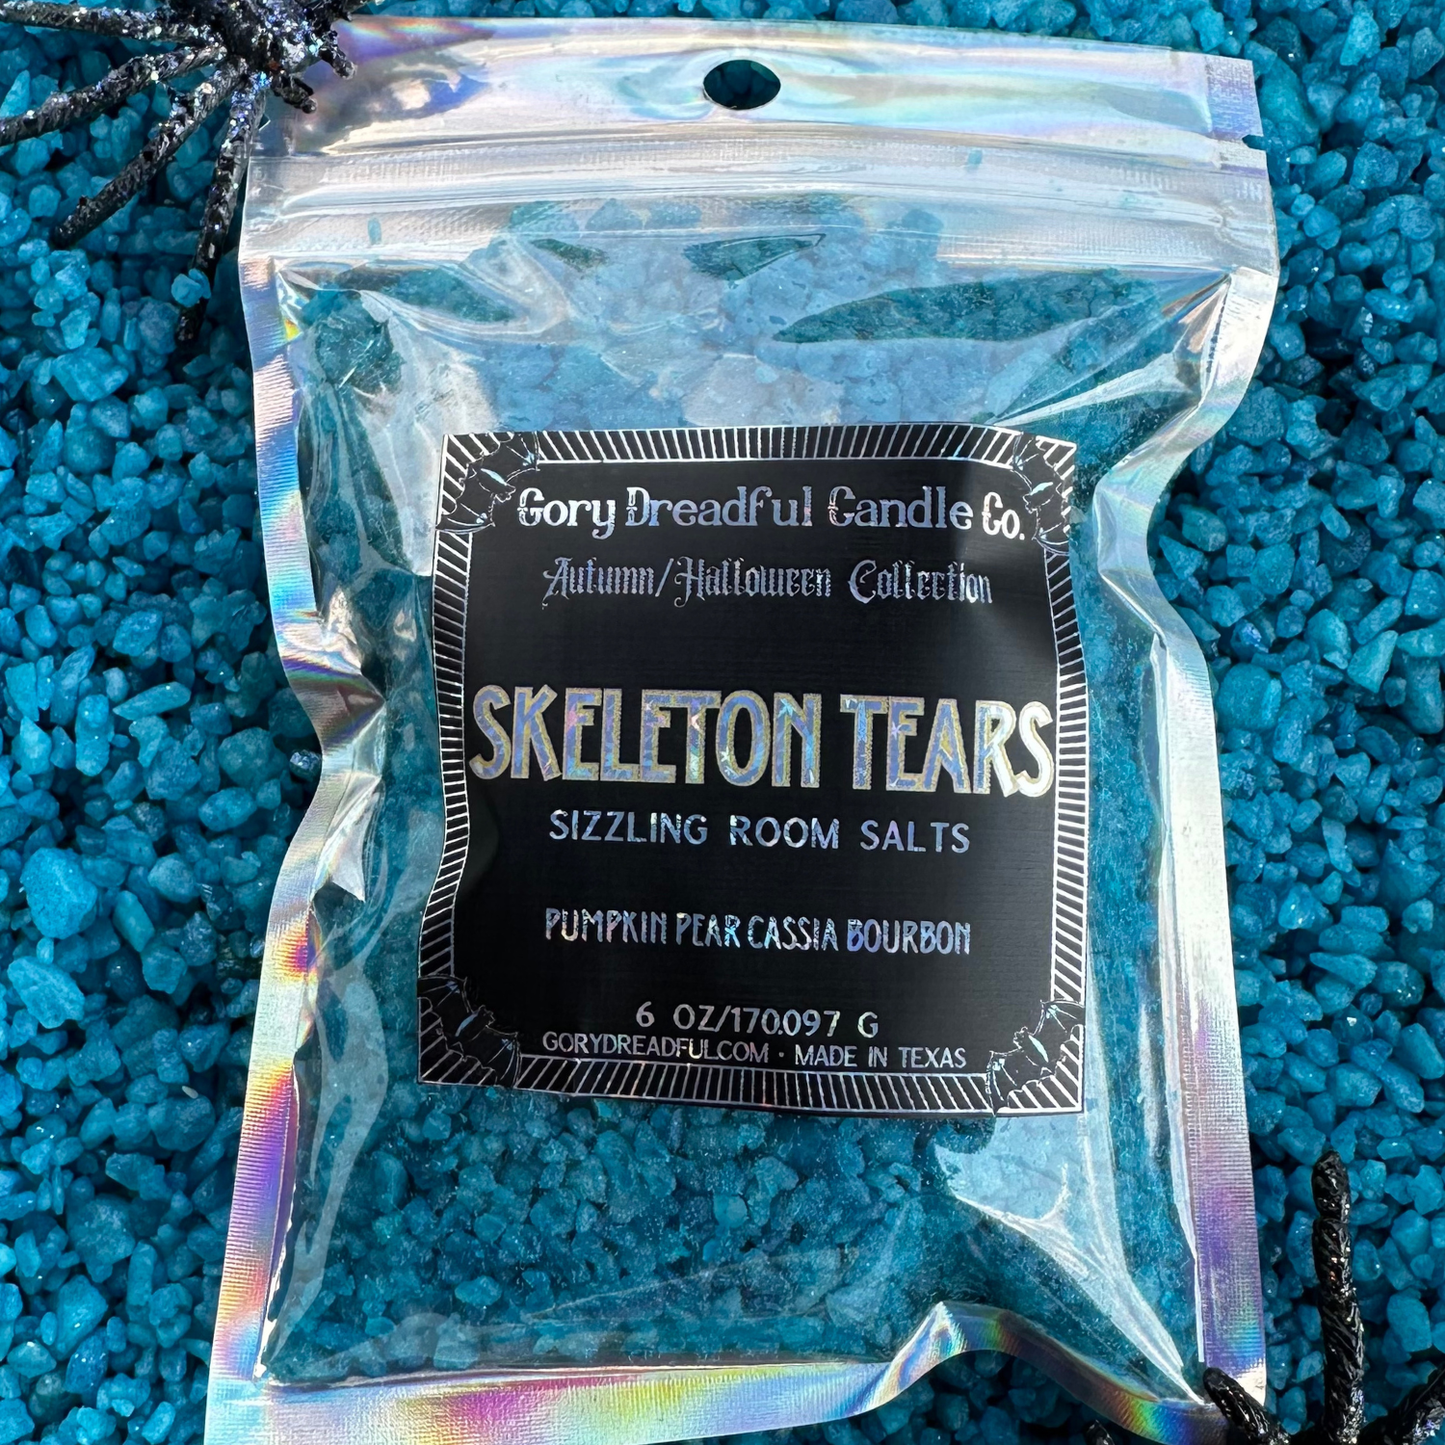 Gory Dreadful Candle Co.
Autumn/Halloween Collection
SKELETON TEARS
SIZZLING ROOM SALTS
PUMPKIN PEAR CASSIA BOURBON
6 OZ/170.097 G
GORYDREADFUL.COM · MADE IN TEXAS